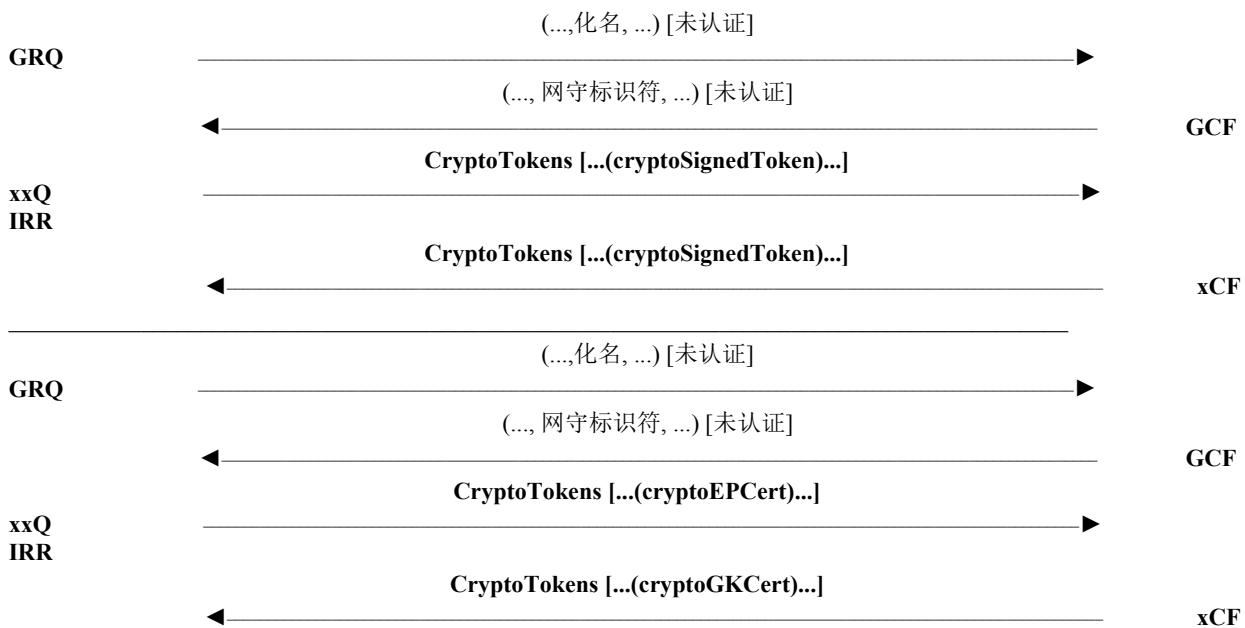 (...,化名, ...) [未认证]
GRQ
(..., 网守标识符, ...) [未认证]
GCF
CryptoTokens [...(cryptoSignedToken)...]
xxQ
IRR
CryptoTokens [...(cryptoSignedToken)...]
xCF
(...,化名, ...) [未认证]
GRQ
(..., 网守标识符, ...) [未认证]
GCF
CryptoTokens [...(cryptoEPCert)...]
xxQ
IRR
CryptoTokens [...(cryptoGKCert)...]
xCF